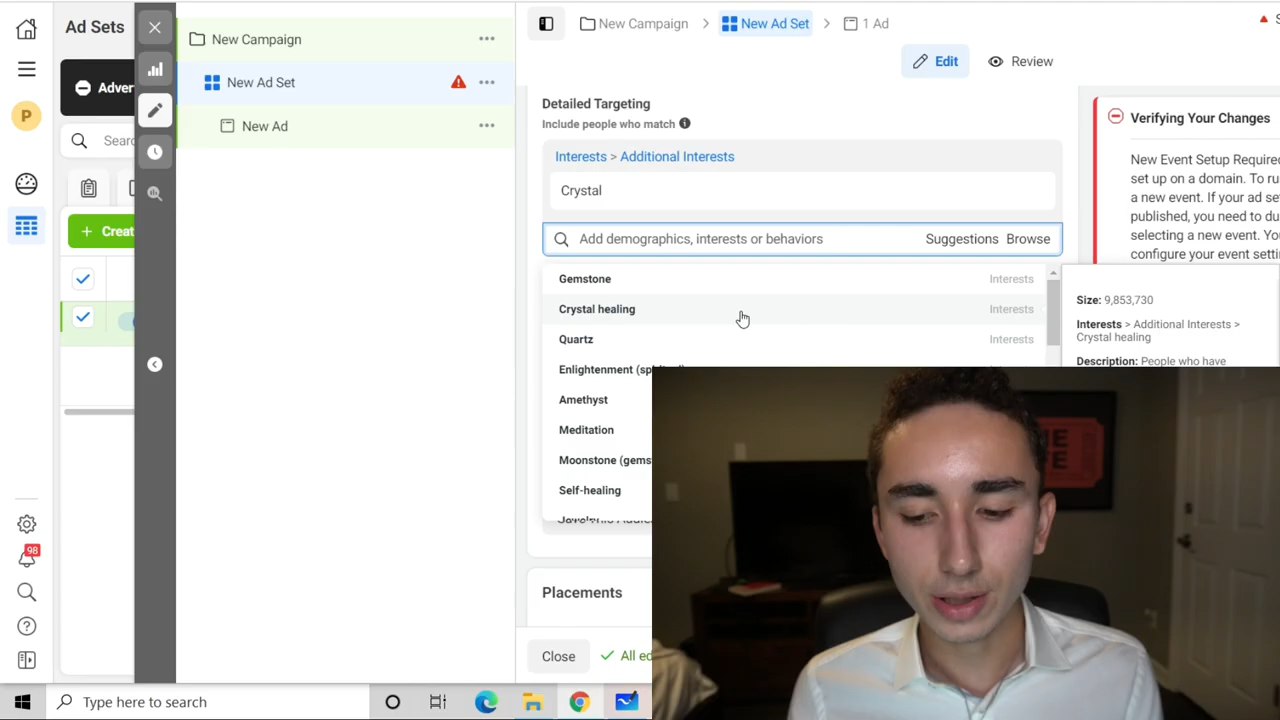 Ad Sets
P
Adver
Searc
+ Creat
98
New Campaign
New Ad Set
New Ad
New Campaign > New Ad Set > 1 Ad
Edit
Review
Detailed Targeting
Include people who match
Interests > Additional Interests
Crystal
Add demographics, interests or behaviors
Suggestions Browse
Gemstone Interests
Crystal healing Interests
Quartz Interests
Enlightenment
Amethyst
Meditation
Moonstone (gems
Self-healing
Jewelry
Placements
Close
All ed
Verifying Your Changes
New Event Setup Require
set up on a domain. To ru
a new event. If your ad se
published, you need to du
selecting a new event. Yo
configure your event setti
Size: 9,853,730
Interests > Additional Interests >
Crystal healing
Description: People who have
Type here to search